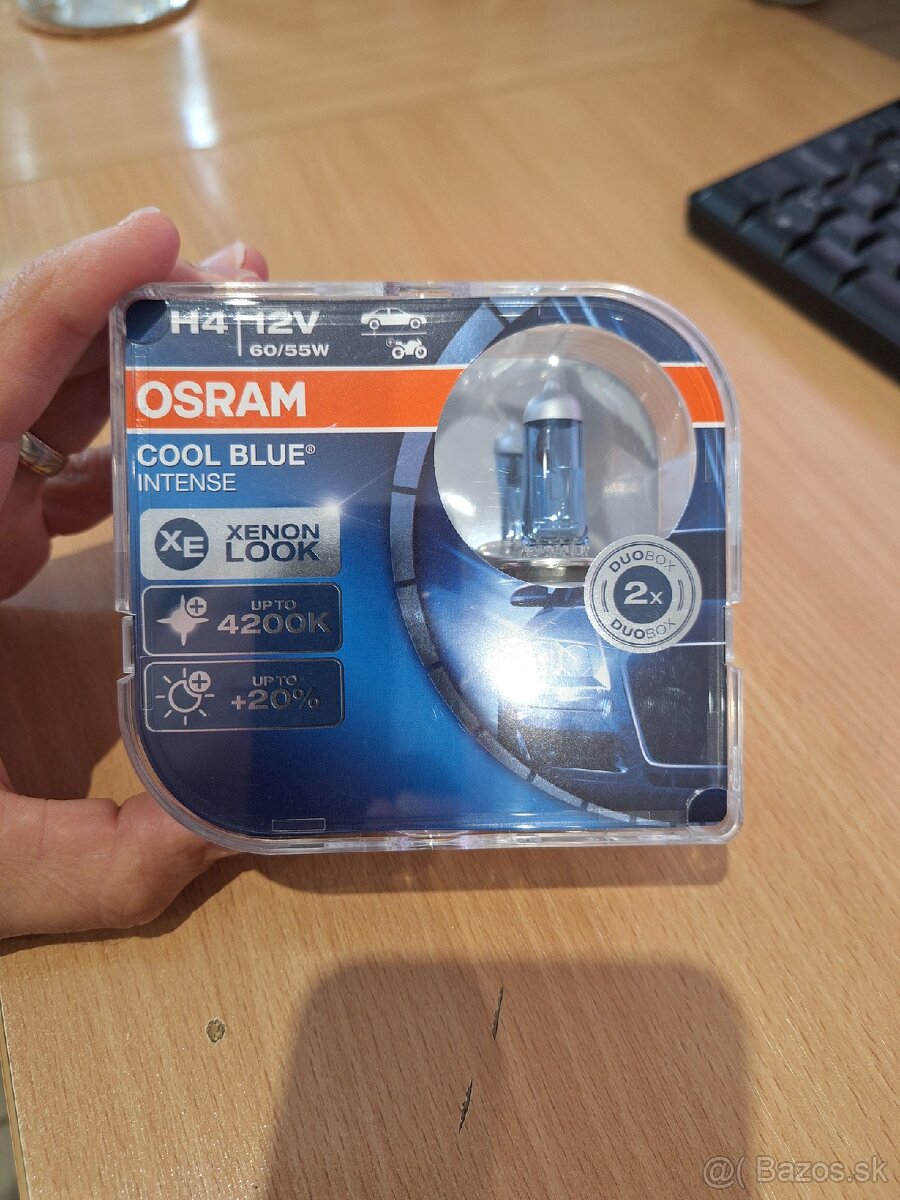 H4 12V
60/55W
OSRAM
COOL BLUE®
INTENSE
XE XENON
LOOK
UP TO
4200K
UP TO
+20%
DUOBOX
2x
DUOBOX
@( Bazos.sk